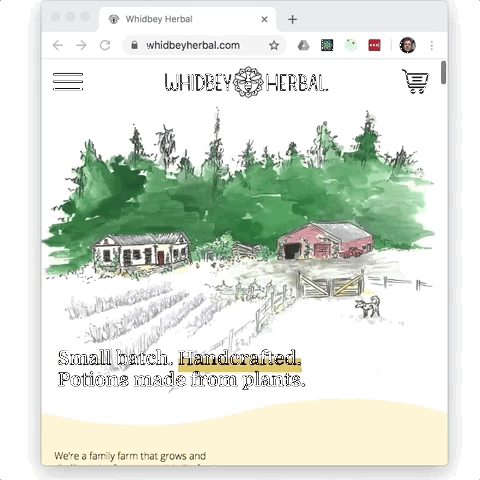 Whidbey Herbal
whidbeyherbal.com
WHIDBEY HERBAL.
Small batch. Handcrafted.
Potions made from plants.
We're a family farm that grows and